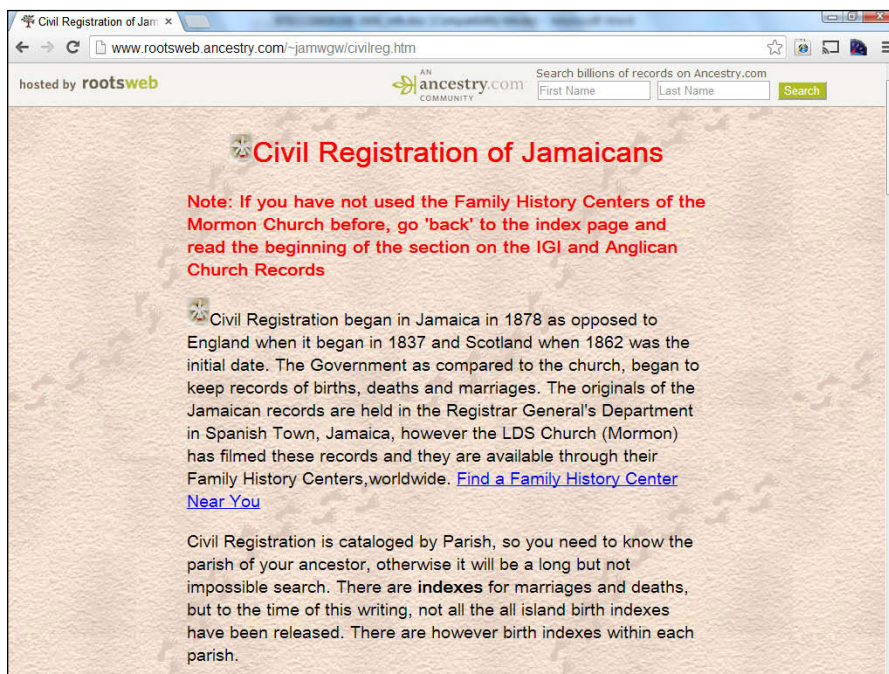 Civil Registration of Jam
www.rootsweb.ancestry.com/~jamwgw/civilreg.htm
hosted by rootsweb
AN
ancestry.com
COMMUNITY
Search billions of records on Ancestry.com
First Name
Last Name
Search
Civil Registration of Jamaicans
Note: If you have not used the Family History Centers of the
Mormon Church before, go 'back' to the index page and
read the beginning of the section on the IGI and Anglican
Church Records
Civil Registration began in Jamaica in 1878 as opposed to
England when it began in 1837 and Scotland when 1862 was the
initial date. The Government as compared to the church, began to
keep records of births, deaths and marriages. The originals of the
Jamaican records are held in the Registrar General's Department
in Spanish Town, Jamaica, however the LDS Church (Mormon)
has filmed these records and they are available through their
Family History Centers,worldwide. Find a Family History Center
Near You
Civil Registration is cataloged by Parish, so you need to know the
parish of your ancestor, otherwise it will be a long but not
impossible search. There are indexes for marriages and deaths,
but to the time of this writing, not all the all island birth indexes
have been released. There are however birth indexes within each
parish.